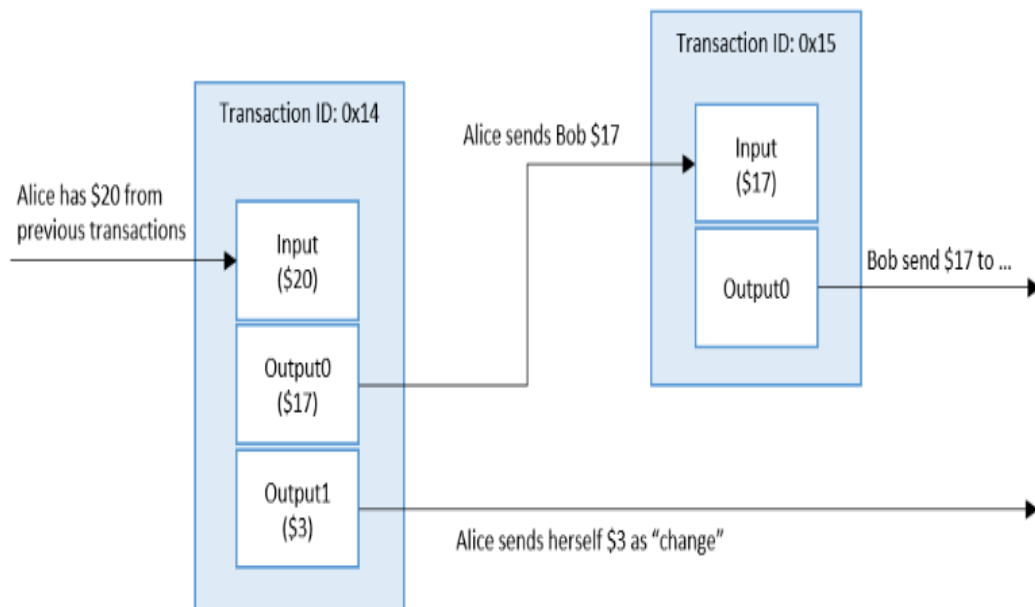 Transaction ID: 0x15
Transaction ID: 0x14
Alice sends Bob $17
Input
($17)
Alice has $20 from
previous transactions
Input
($20)
Bob send $17 to ...
Output0
Output0
($17)
Output1
($3)
Alice sends herself $3 as “change”